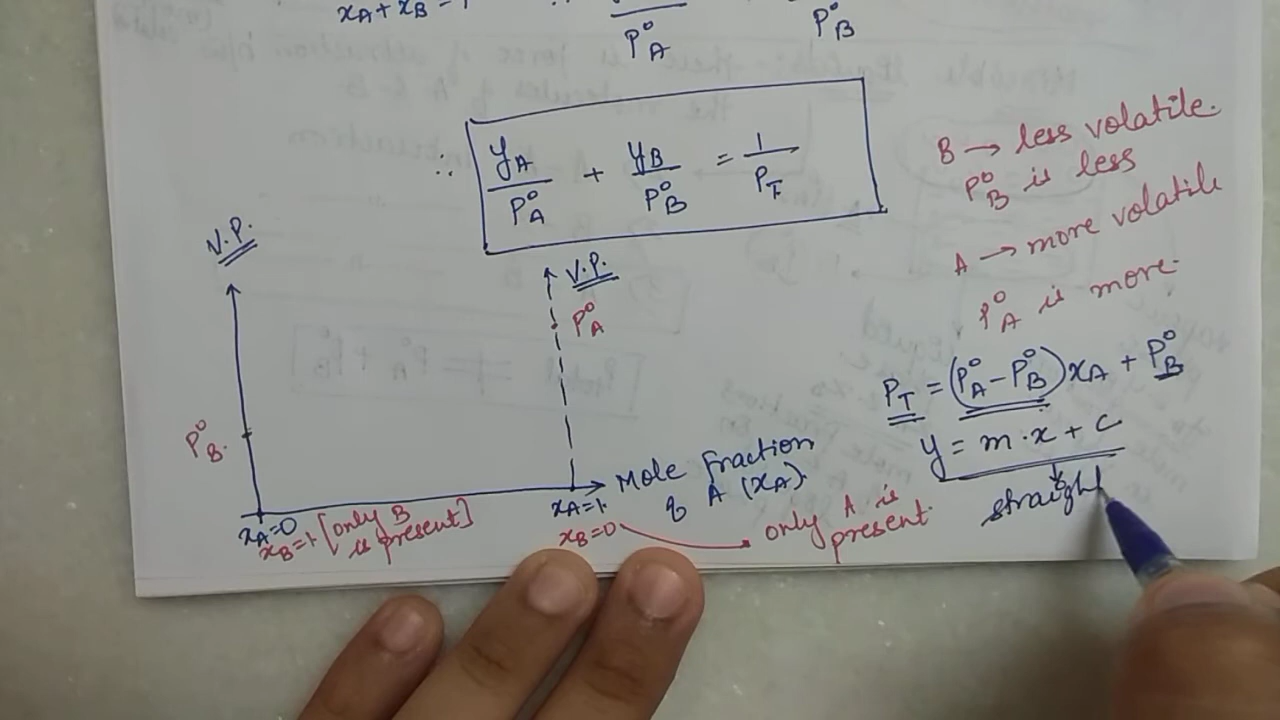 xA + xB = 1
P°A
P°B
∴ yA/P°A + yB/P°B = 1/PT
B → less volatile.
P°B is less
A → more volatile
P°A is more.
V.P.
V.P.
P°A
P°B.
PT = (P°A - P°B) xA + P°B
y = m·x + c
straight
Mole Fraction
of A (xA).
xA=0
xB=1 [only B
is present]
xA=1.
xB=0
only A is
present.